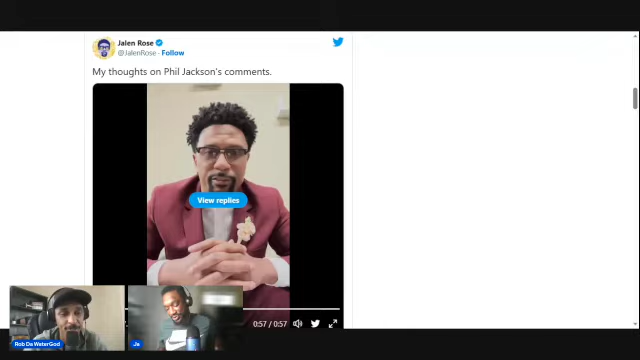 Jalen Rose
@JalenRose · Follow
My thoughts on Phil Jackson's comments.
View replies
0:57 / 0:57
Rob Da WaterGod
Ja